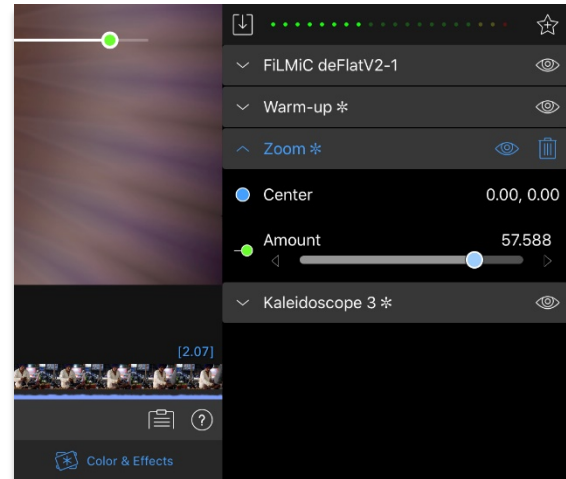 FiLMiC deFlatV2-1
Warm-up ✻
Zoom ✻
Center 0.00, 0.00
Amount 57.588
Kaleidoscope 3 ✻
[2.07]
?
Color & Effects